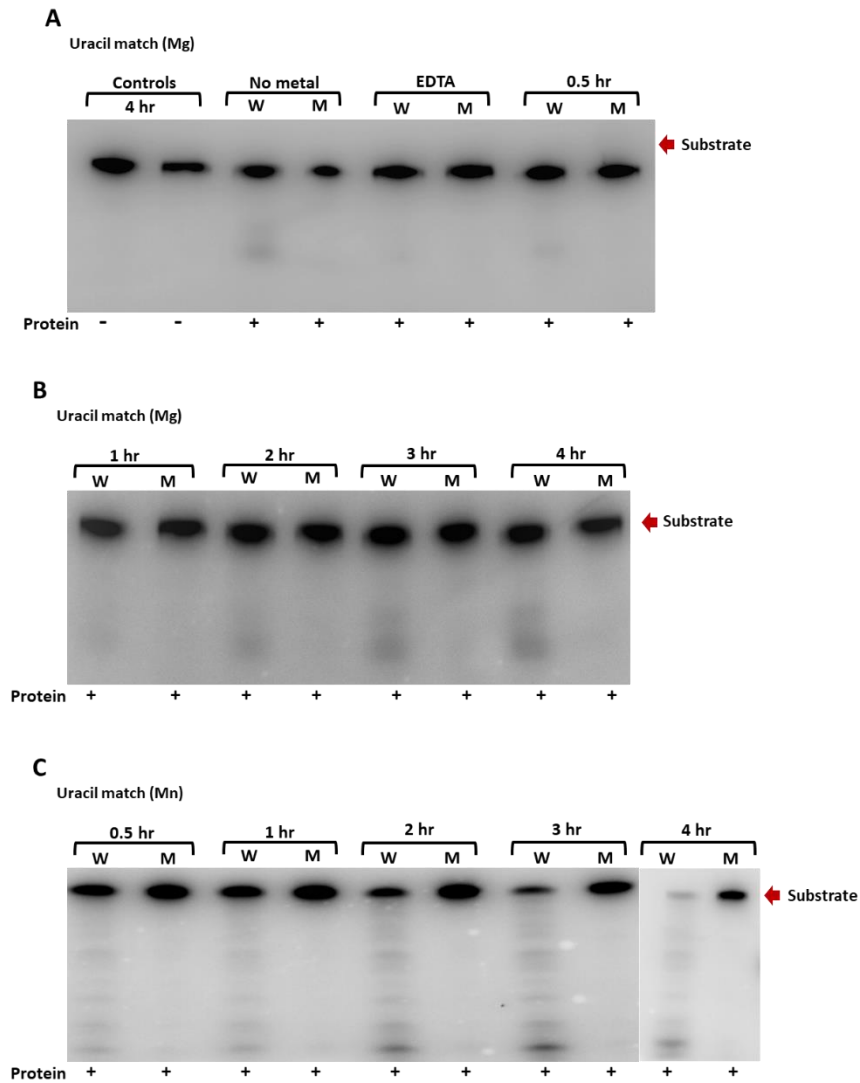 A
Uracil match (Mg)
Controls No metal EDTA 0.5 hr
4 hr W M W M W M
Substrate
Protein - - + + + + + +
B
Uracil match (Mg)
1 hr 2 hr 3 hr 4 hr
W M W M W M W M
Substrate
Protein + + + + + + + +
C
Uracil match (Mn)
0.5 hr 1 hr 2 hr 3 hr 4 hr
W M W M W M W M W M
Substrate
Protein + + + + + + + + + +